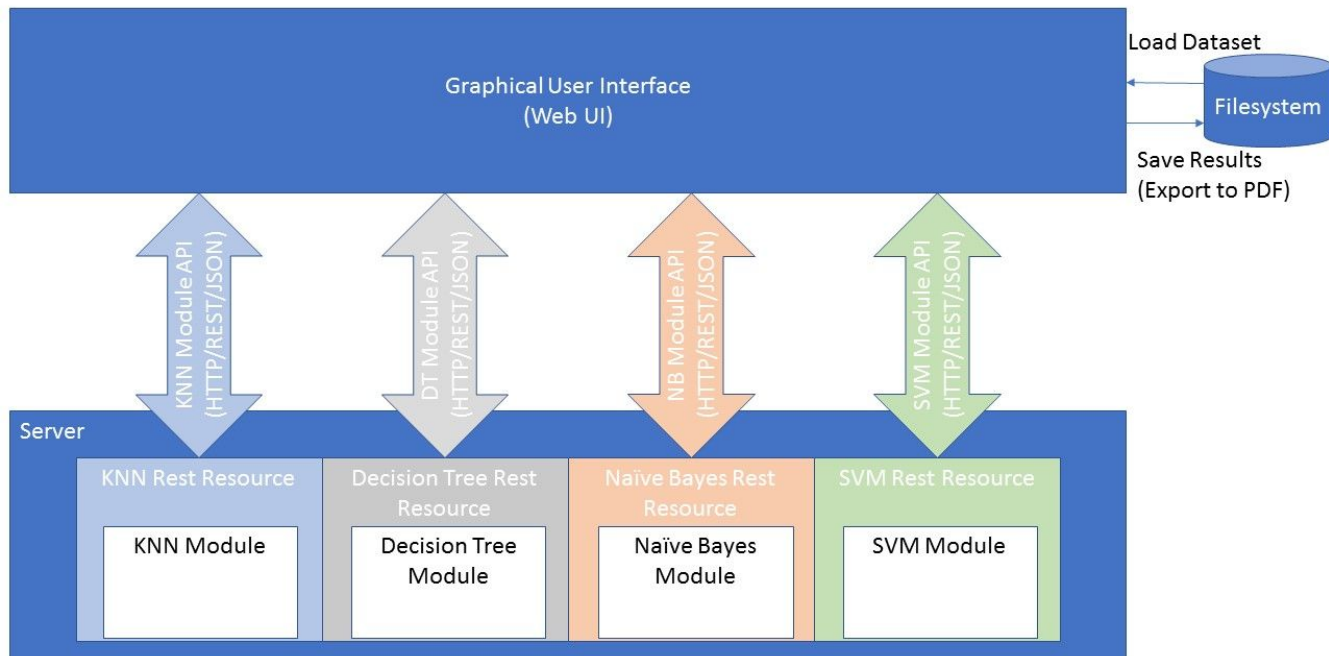 Load Dataset
Graphical User Interface
(Web UI)
Filesystem
Save Results
(Export to PDF)
KNN Module API
(HTTP/REST/JSON)
DT Module API
(HTTP/REST/JSON)
NB Module API
(HTTP/REST/JSON)
SVM Module API
(HTTP/REST/JSON)
Server
KNN Rest Resource
Decision Tree Rest
Resource
Naïve Bayes Rest
Resource
SVM Rest Resource
KNN Module
Decision Tree
Module
Naïve Bayes
Module
SVM Module